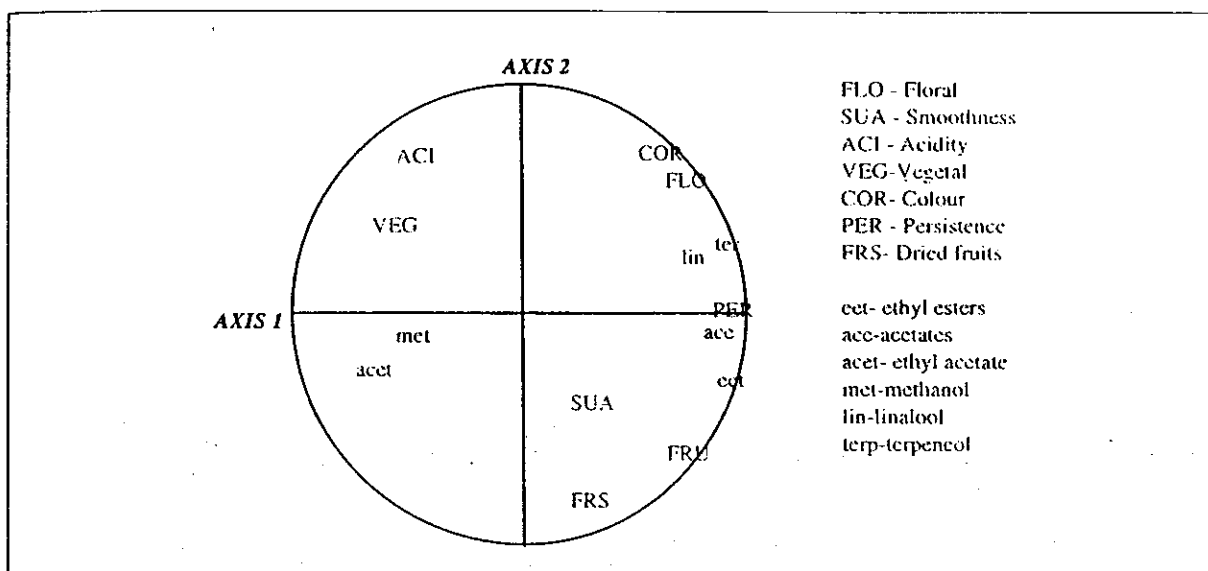 AXIS 2
ACI
COR
FLO
VEG
ter
lin
PER
AXIS 1
met
ace
acet
eet
SUA
FRU
FRS
FLO - Floral
SUA - Smoothness
ACI - Acidity
VEG-Vegetal
COR- Colour
PER - Persistence
FRS- Dried fruits
eet- ethyl esters
ace-acetates
acet- ethyl acetate
met-methanol
lin-linalool
terp-terpeneol